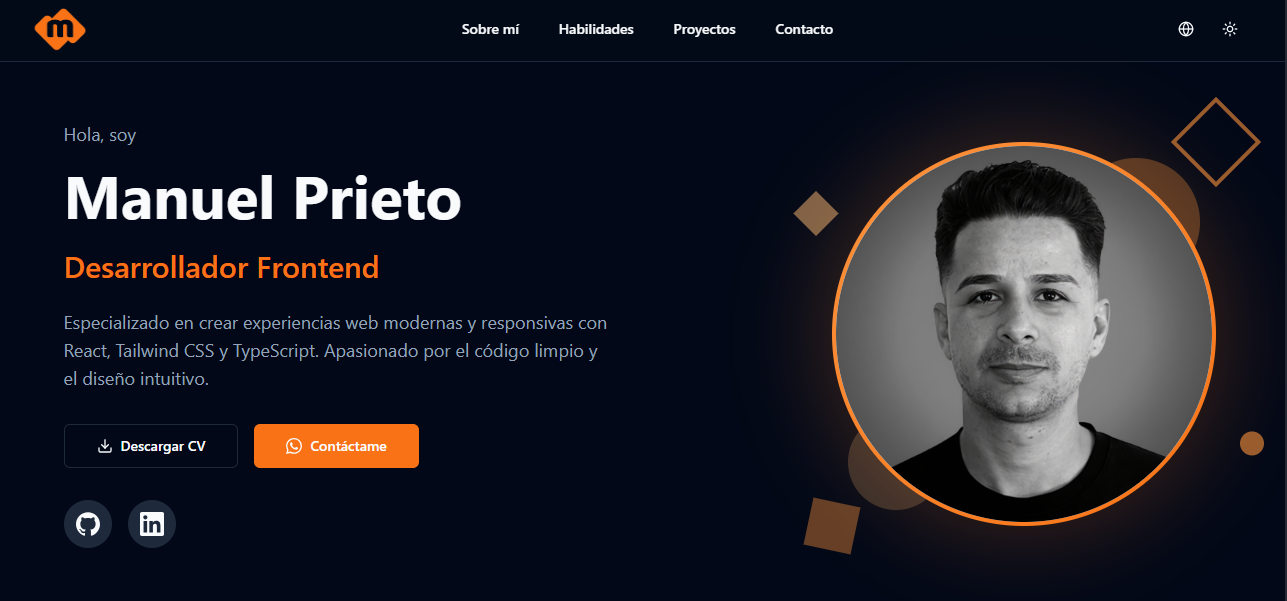 m
Sobre mí
Habilidades
Proyectos
Contacto
Hola, soy
Manuel Prieto
Desarrollador Frontend
Especializado en crear experiencias web modernas y responsivas con
React, Tailwind CSS y TypeScript. Apasionado por el código limpio y
el diseño intuitivo.
Descargar CV
Contáctame
in